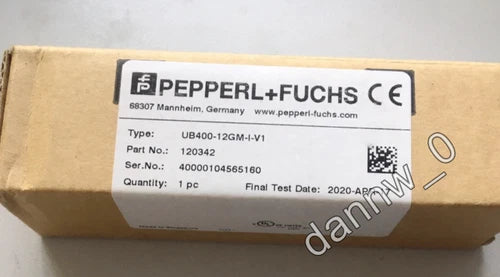 PEPPERL+FUCHS CE
68307 Mannheim, Germany www.pepperl-fuchs.com
Type: UB400-12GM-I-V1
Part No.: 120342
Ser.No.: 40000104565160
Quantity: 1 pc Final Test Date: 2020-APR
dannw_0